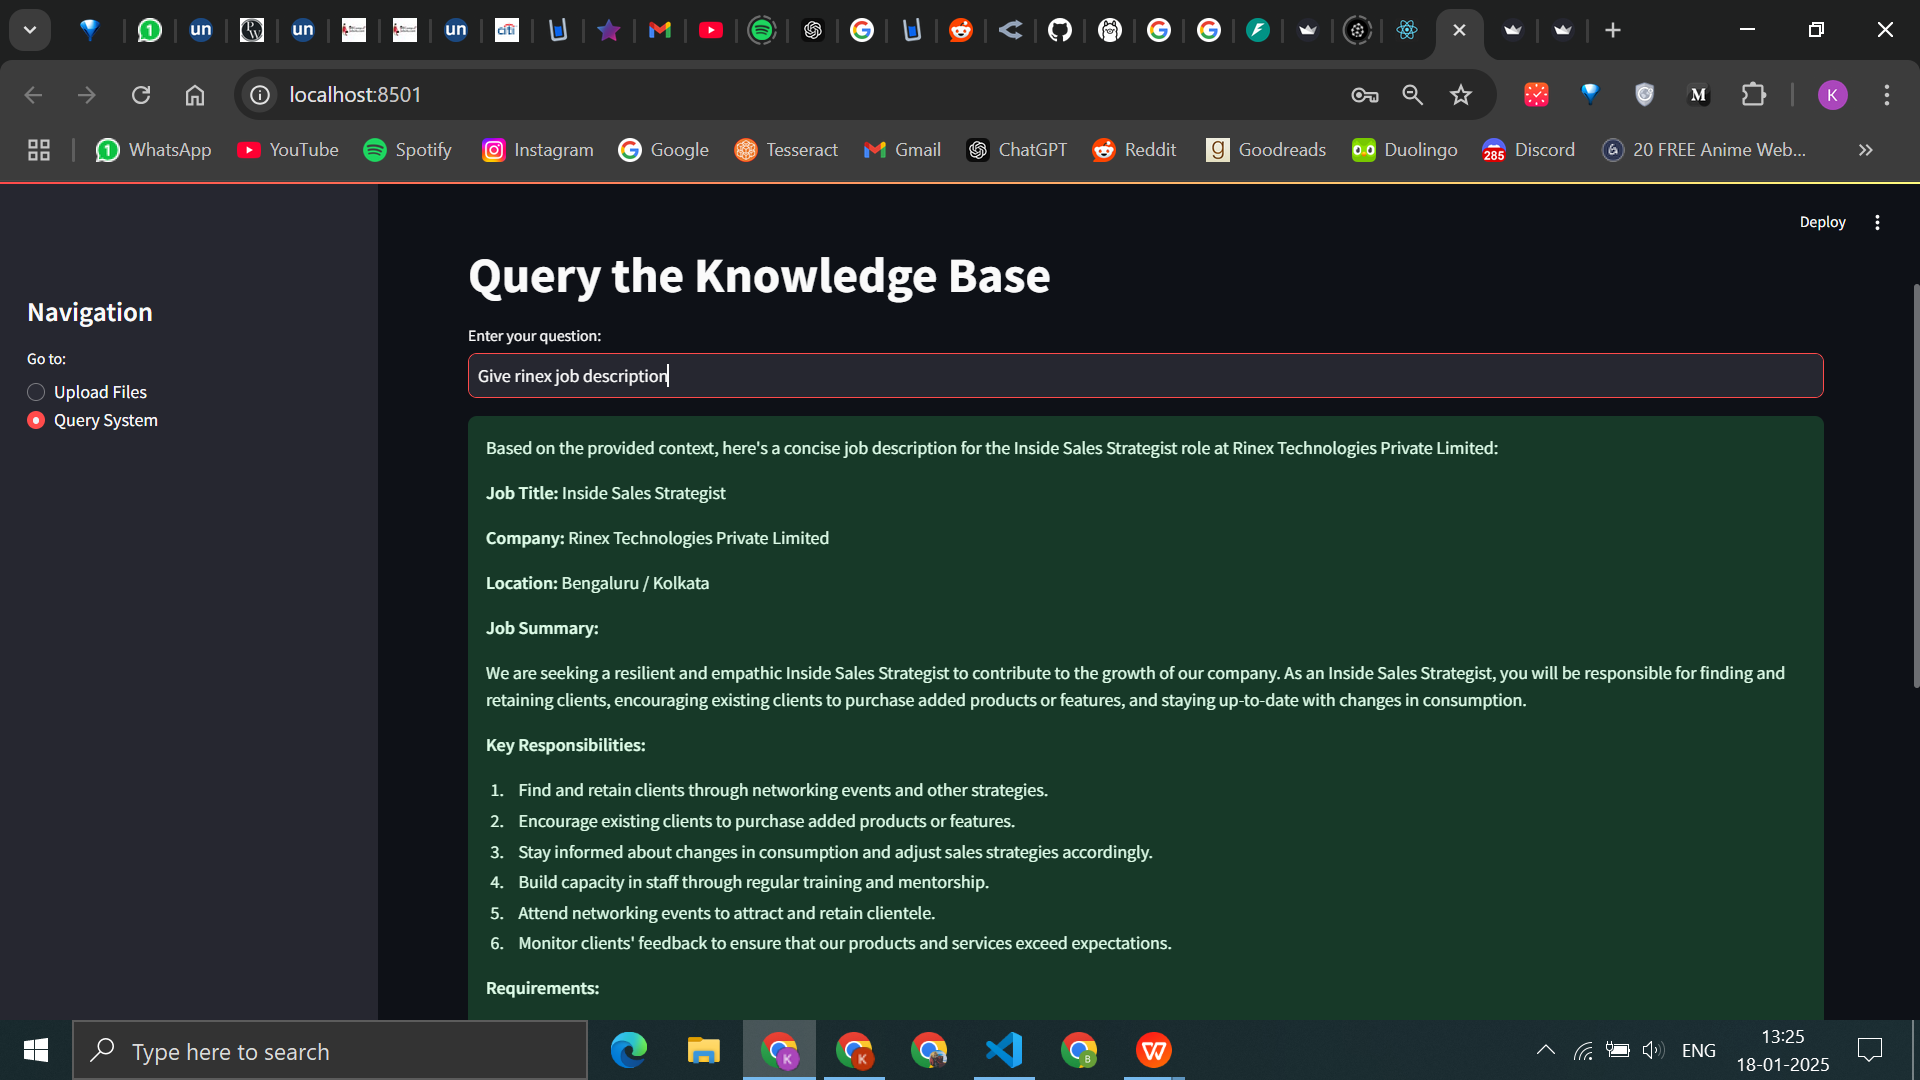 localhost:8501
WhatsApp YouTube Spotify Instagram Google Tesseract Gmail ChatGPT Reddit Goodreads Duolingo Discord 20 FREE Anime Web...
Deploy
Navigation
Go to:
Upload Files
Query System
Query the Knowledge Base
Enter your question:
Give rinex job description
Based on the provided context, here's a concise job description for the Inside Sales Strategist role at Rinex Technologies Private Limited:
Job Title: Inside Sales Strategist
Company: Rinex Technologies Private Limited
Location: Bengaluru / Kolkata
Job Summary:
We are seeking a resilient and empathic Inside Sales Strategist to contribute to the growth of our company. As an Inside Sales Strategist, you will be responsible for finding and
retaining clients, encouraging existing clients to purchase added products or features, and staying up-to-date with changes in consumption.
Key Responsibilities:
1. Find and retain clients through networking events and other strategies.
2. Encourage existing clients to purchase added products or features.
3. Stay informed about changes in consumption and adjust sales strategies accordingly.
4. Build capacity in staff through regular training and mentorship.
5. Attend networking events to attract and retain clientele.
6. Monitor clients' feedback to ensure that our products and services exceed expectations.
Requirements:
Type here to search
ENG
13:25
18-01-2025